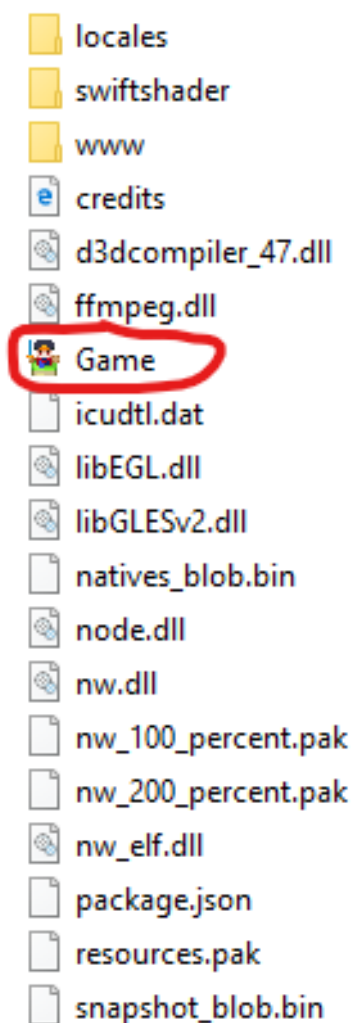 locales
swiftshader
www
credits
d3dcompiler_47.dll
ffmpeg.dll
Game
icudtl.dat
libEGL.dll
libGLESv2.dll
natives_blob.bin
node.dll
nw.dll
nw_100_percent.pak
nw_200_percent.pak
nw_elf.dll
package.json
resources.pak
snapshot_blob.bin